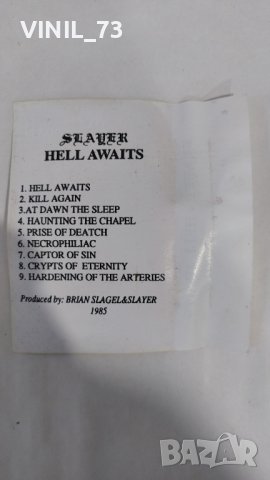 VINIL_73
SLAYER
HELL AWAITS
1. HELL AWAITS
2. KILL AGAIN
3.AT DAWN THE SLEEP
4. HAUNTING THE CHAPEL
5. PRISE OF DEATCH
6. NECROPHILIAC
7. CAPTOR OF SIN
8. CRYPTS OF ETERNITY
9. HARDENING OF THE ARTERIES
Produced by: BRIAN SLAGEL&SLAYER
1985
BAZAR